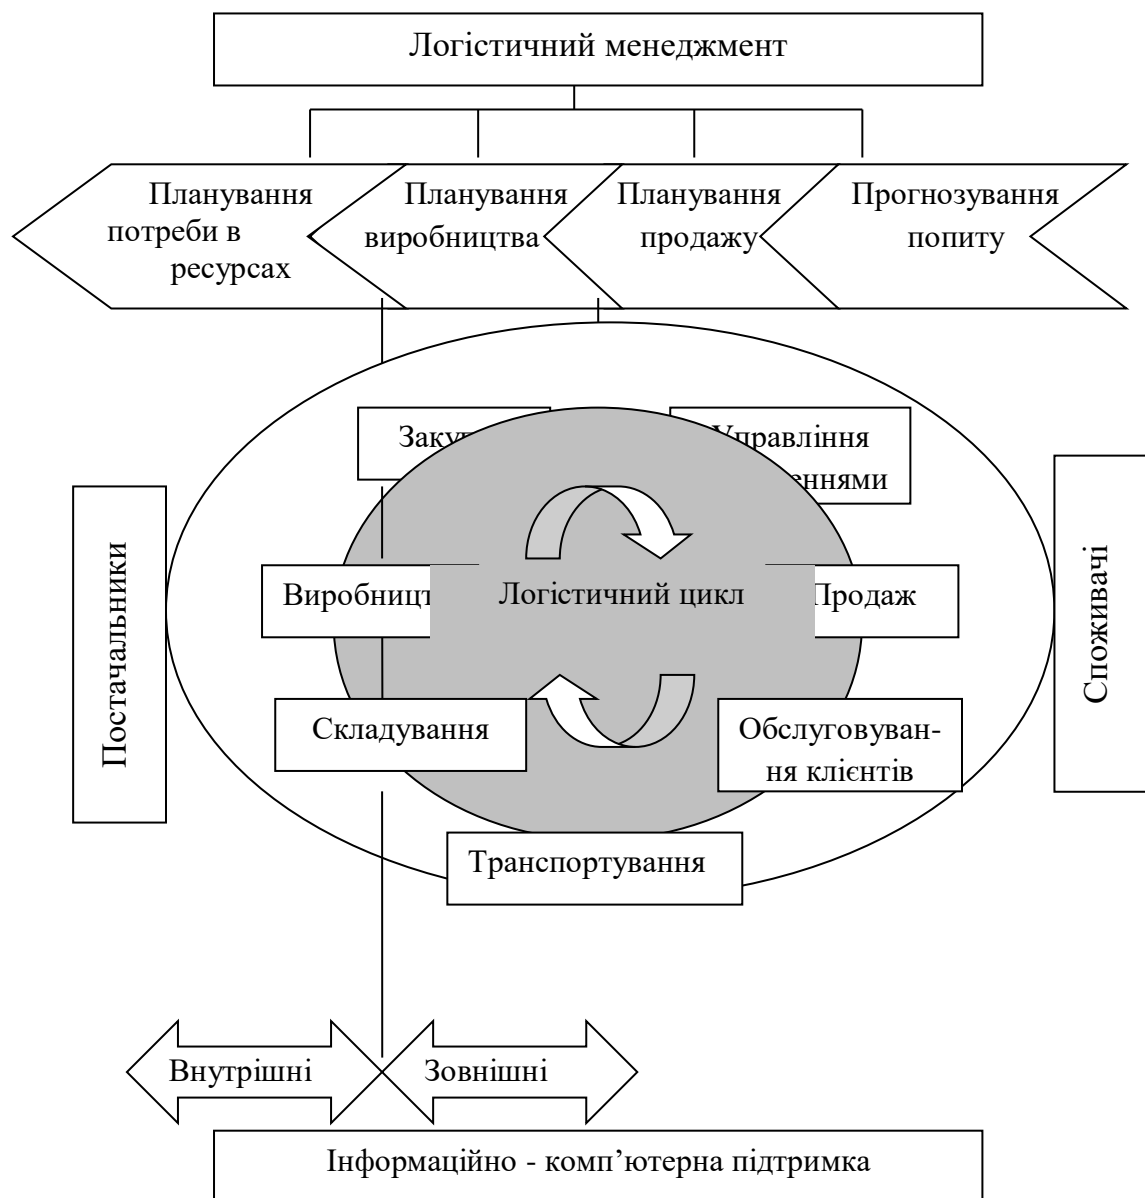 Логістичний менеджмент
Планування
потреби в
ресурсах
Планування
виробництва
Планування
продажу
Прогнозування
попиту
Управління
Постачальники
Логістичний цикл
Продаж
Споживачі
Складування
Обслуговуван-
ня клієнтів
Транспортування
Внутрішні
Зовнішні
Інформаційно - комп’ютерна підтримка